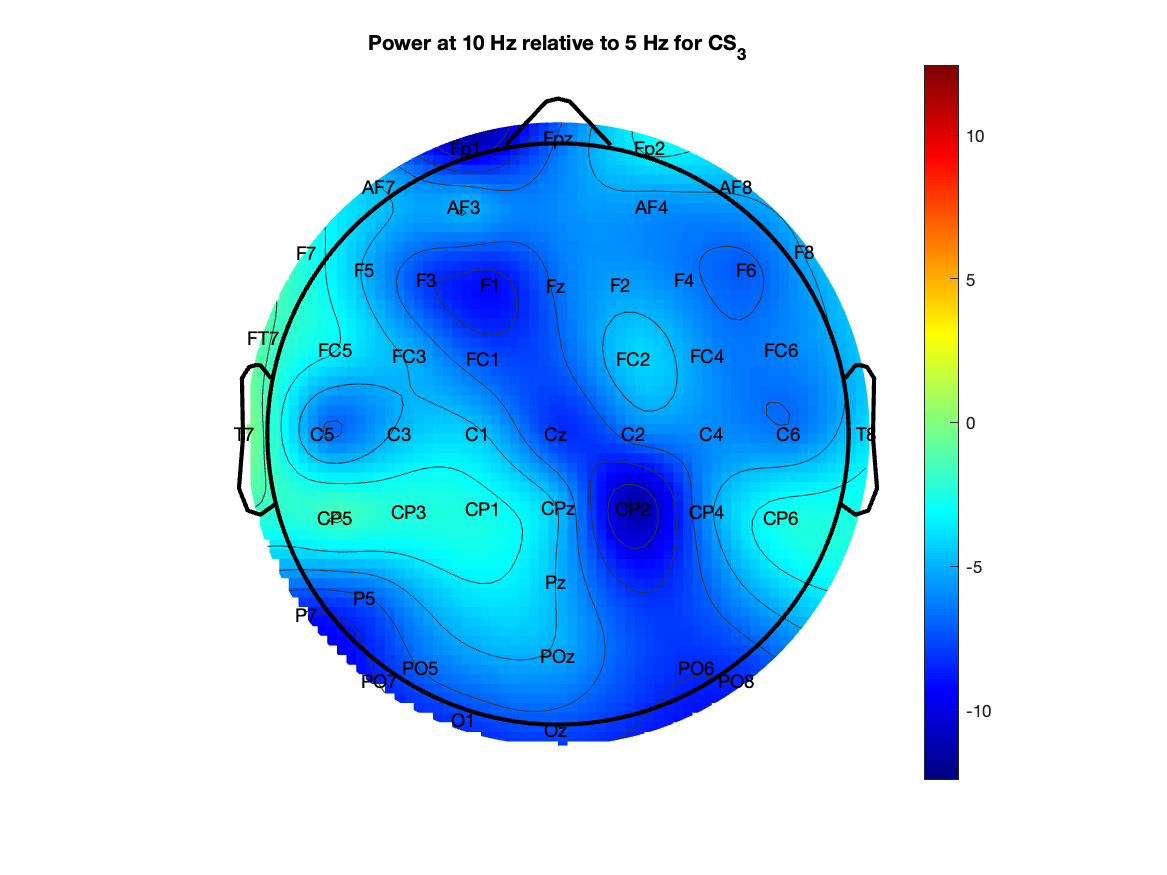 Power at 10 Hz relative to 5 Hz for CS3
Fp1 Fpz Fp2
AF7 AF8
AF3 AF4
F7 F8
F5 F3 F1 Fz F2 F4 F6
FT7
FC5 FC3 FC1 FC2 FC4 FC6
T7 C5 C3 C1 Cz C2 C4 C6 T8
CP5 CP3 CP1 CPz CP2 CP4 CP6
Pz
P5
P7
POz
PO5 PO6
PO7 PO8
O1
Oz
10
5
0
-5
-10